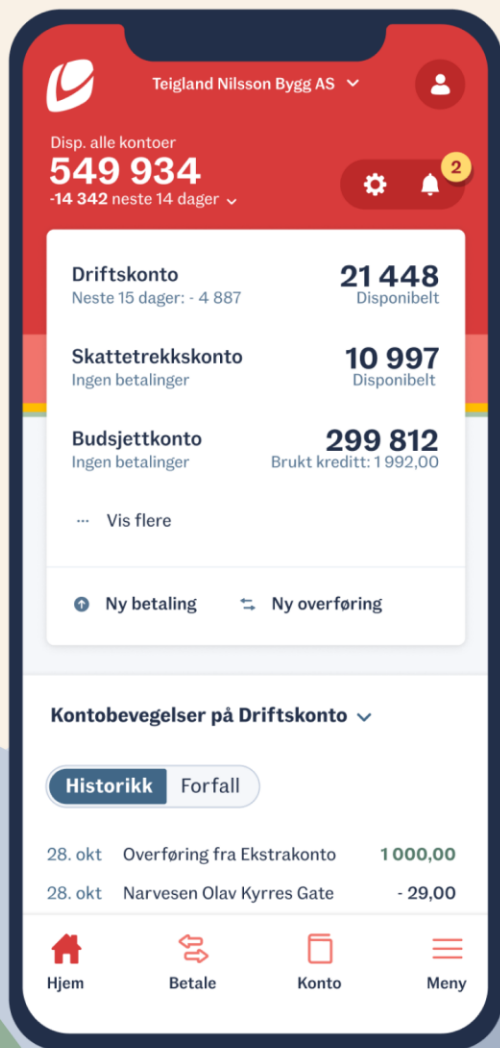 Teigland Nilsson Bygg AS
Disp. alle kontoer
549 934
-14 342 neste 14 dager
2
Driftskonto 21 448
Neste 15 dager: - 4 887 Disponibelt
Skattetrekkskonto 10 997
Ingen betalinger Disponibelt
Budsjettkonto 299 812
Ingen betalinger Brukt kreditt: 1 992,00
... Vis flere
Ny betaling Ny overføring
Kontobevegelser på Driftskonto
Historikk Forfall
28. okt Overføring fra Ekstrakonto 1 000,00
28. okt Narvesen Olav Kyrres Gate - 29,00
Hjem Betale Konto Meny